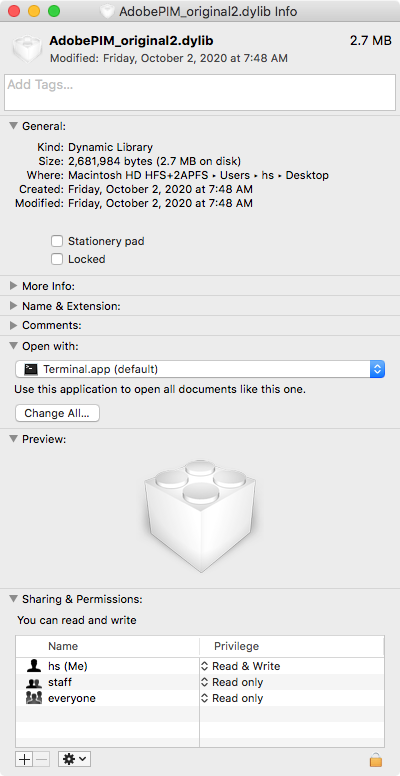 AdobePIM_original2.dylib Info
AdobePIM_original2.dylib 2.7 MB
Modified: Friday, October 2, 2020 at 7:48 AM
Add Tags...
General:
Kind: Dynamic Library
Size: 2,681,984 bytes (2.7 MB on disk)
Where: Macintosh HD HFS+2APFS ▸ Users ▸ hs ▸ Desktop
Created: Friday, October 2, 2020 at 7:48 AM
Modified: Friday, October 2, 2020 at 7:48 AM
Stationery pad
Locked
More Info:
Name & Extension:
Comments:
Open with:
Terminal.app (default)
Use this application to open all documents like this one.
Change All...
Preview:
Sharing & Permissions:
You can read and write
Name Privilege
hs (Me) Read & Write
staff Read only
everyone Read only